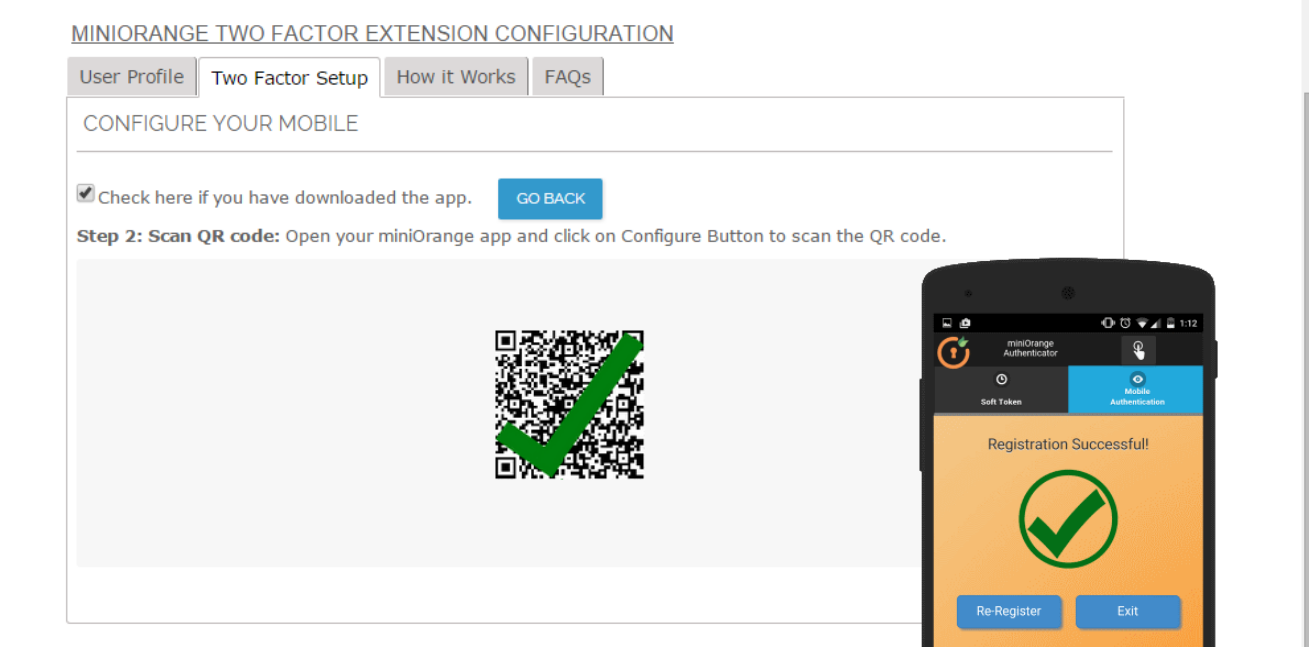 MINIORANGE TWO FACTOR EXTENSION CONFIGURATION
User Profile
Two Factor Setup
How it Works
FAQs
CONFIGURE YOUR MOBILE
Check here if you have downloaded the app.
GO BACK
Step 2: Scan QR code: Open your miniOrange app and click on Configure Button to scan the QR code.
1:12
miniOrange
Authenticator
Soft Token
Mobile
Authentication
Registration Successful!
Re-Register
Exit